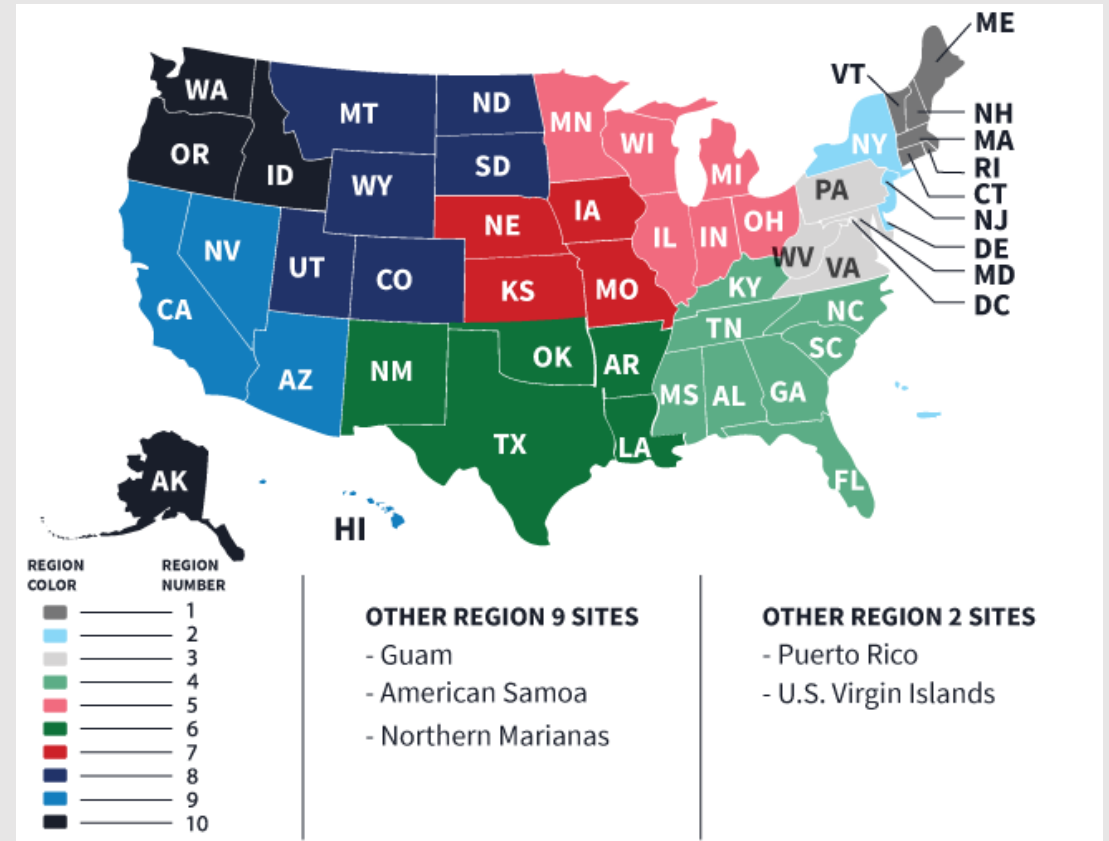 ME
VT
WA
MT
ND
MN
NH
OR
ID
WY
SD
WI
MI
NY
MA
RI
CT
NJ
DE
MD
DC
PA
NV
UT
CO
NE
IA
IL
IN
OH
WV
VA
CA
KS
MO
KY
NC
TN
SC
AZ
NM
OK
AR
MS
AL
GA
TX
LA
FL
AK
HI
REGION COLOR
REGION NUMBER
1
2
3
4
5
6
7
8
9
10
OTHER REGION 9 SITES
- Guam
- American Samoa
- Northern Marianas
OTHER REGION 2 SITES
- Puerto Rico
- U.S. Virgin Islands